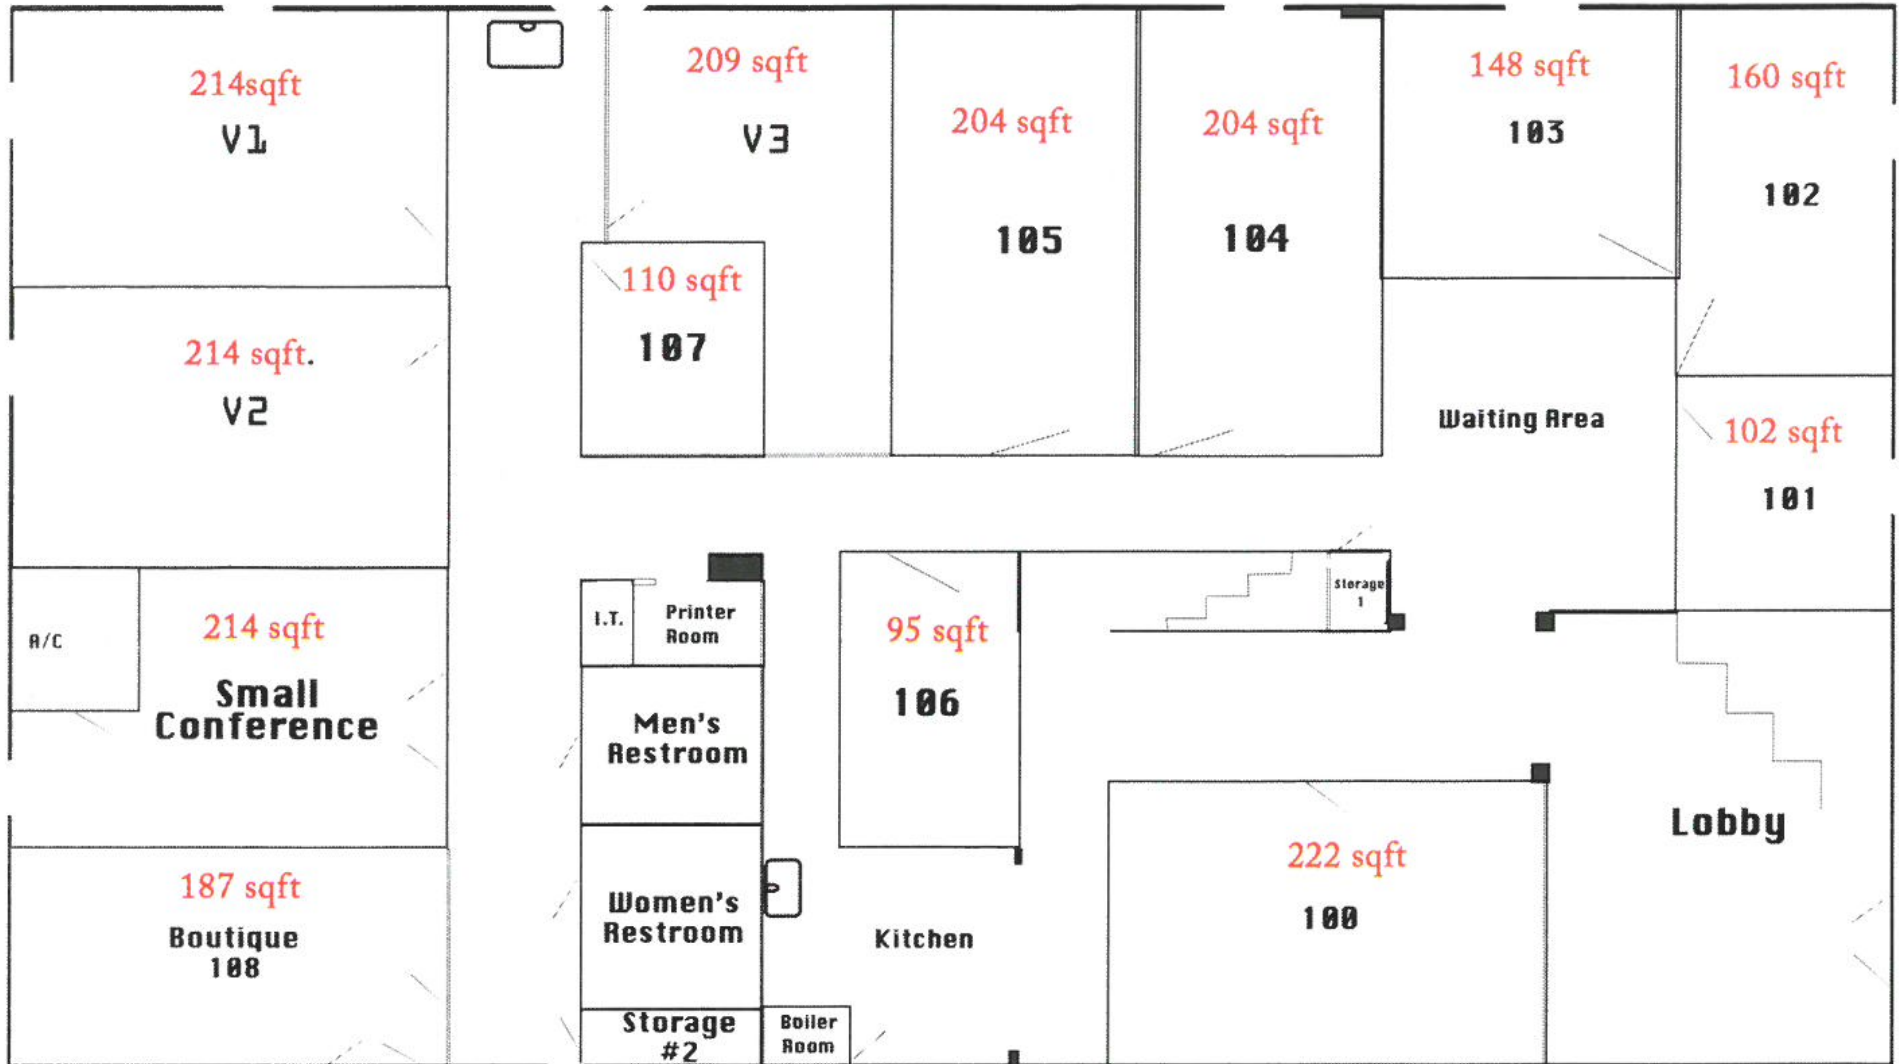 214sqft
V1
209 sqft
V3
204 sqft
105
204 sqft
104
148 sqft
103
160 sqft
102
110 sqft
107
214 sqft.
V2
Waiting Area
102 sqft
101
A/C
214 sqft
Small
Conference
I.T.
Printer
Room
95 sqft
106
Storage
1
Men's
Restroom
Lobby
187 sqft
Boutique
108
Women's
Restroom
Kitchen
222 sqft
100
Storage
#2
Boiler
Room